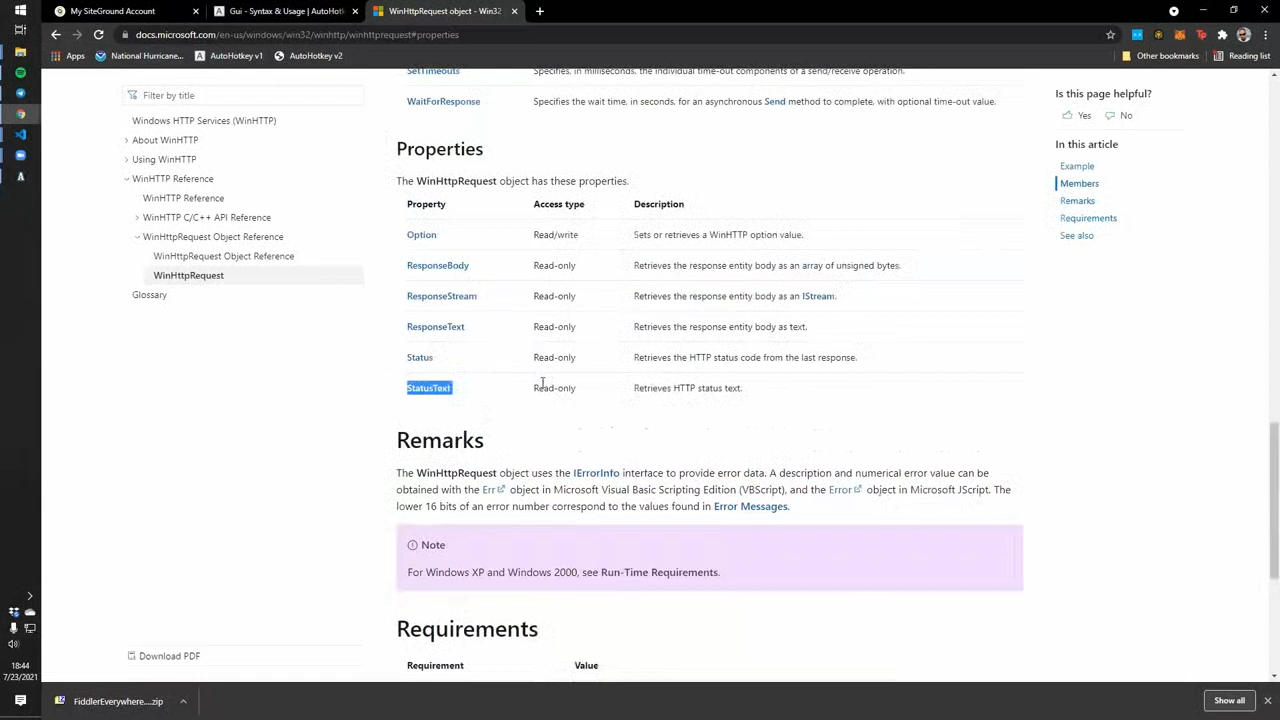 My SiteGround Account
Gui - Syntax & Usage | AutoHotk
WinHttpRequest object - Win32
docs.microsoft.com/en-us/windows/win32/winhttp/winhttprequest#properties
Apps
National Hurricane...
AutoHotkey v1
AutoHotkey v2
Other bookmarks
Reading list
Filter by title
Windows HTTP Services (WinHTTP)
About WinHTTP
Using WinHTTP
WinHTTP Reference
WinHTTP Reference
WinHTTP C/C++ API Reference
WinHttpRequest Object Reference
WinHttpRequest Object Reference
WinHttpRequest
Glossary
Download PDF
SetTimeouts Specifies, in milliseconds, the individual time-out components of a send/receive operation.
WaitForResponse Specifies the wait time, in seconds, for an asynchronous Send method to complete, with optional time-out value.
Properties
The WinHttpRequest object has these properties.
Property Access type Description
Option Read/write Sets or retrieves a WinHTTP option value.
ResponseBody Read-only Retrieves the response entity body as an array of unsigned bytes.
ResponseStream Read-only Retrieves the response entity body as an IStream.
ResponseText Read-only Retrieves the response entity body as text.
Status Read-only Retrieves the HTTP status code from the last response.
StatusText Read-only Retrieves HTTP status text.
Remarks
The WinHttpRequest object uses the IErrorInfo interface to provide error data. A description and numerical error value can be
obtained with the Err object in Microsoft Visual Basic Scripting Edition (VBScript), and the Error object in Microsoft JScript. The
lower 16 bits of an error number correspond to the values found in Error Messages.
Note
For Windows XP and Windows 2000, see Run-Time Requirements.
Requirements
Requirement Value
Is this page helpful?
Yes No
In this article
Example
Members
Remarks
Requirements
See also
18:44
7/23/2021
FiddlerEverywhere....zip
Show all